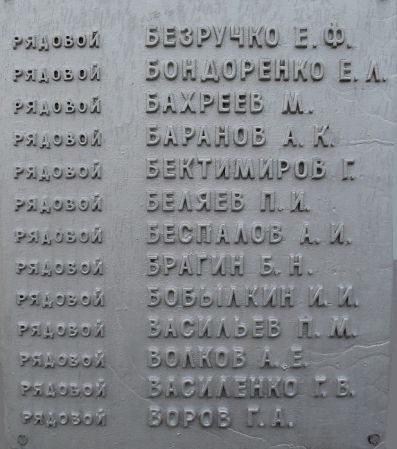 РЯДОВОЙ БЕЗРУЧКО Е.Ф.
РЯДОВОЙ БОНДОРЕНКО Е.Л.
РЯДОВОЙ БАХРЕЕВ М.
РЯДОВОЙ БАРАНОВ А.К.
РЯДОВОЙ БЕКТИМИРОВ Г.
РЯДОВОЙ БЕЛЯЕВ П.И.
РЯДОВОЙ БЕСПАЛОВ А.И.
РЯДОВОЙ БРАГИН Б.Н.
РЯДОВОЙ БОБЫЛКИН И.И.
РЯДОВОЙ ВАСИЛЬЕВ П.М.
РЯДОВОЙ ВОЛКОВ А.Е.
РЯДОВОЙ ВАСИЛЕНКО Г.В.
РЯДОВОЙ ВОРОВ Г.А.